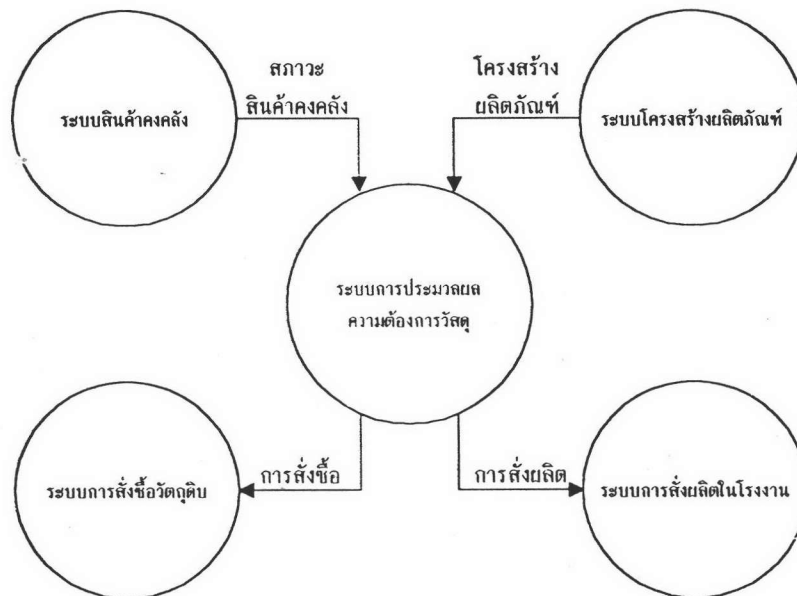 สภาวะ
สินค้าคงคลัง
โครงสร้าง
ผลิตภัณฑ์
ระบบสินค้าคงคลัง
ระบบโครงสร้างผลิตภัณฑ์
ระบบการประมวลผล
ความต้องการวัสดุ
การสั่งซื้อ
การสั่งผลิต
ระบบการสั่งซื้อวัตถุดิบ
ระบบการสั่งผลิตในโรงงาน